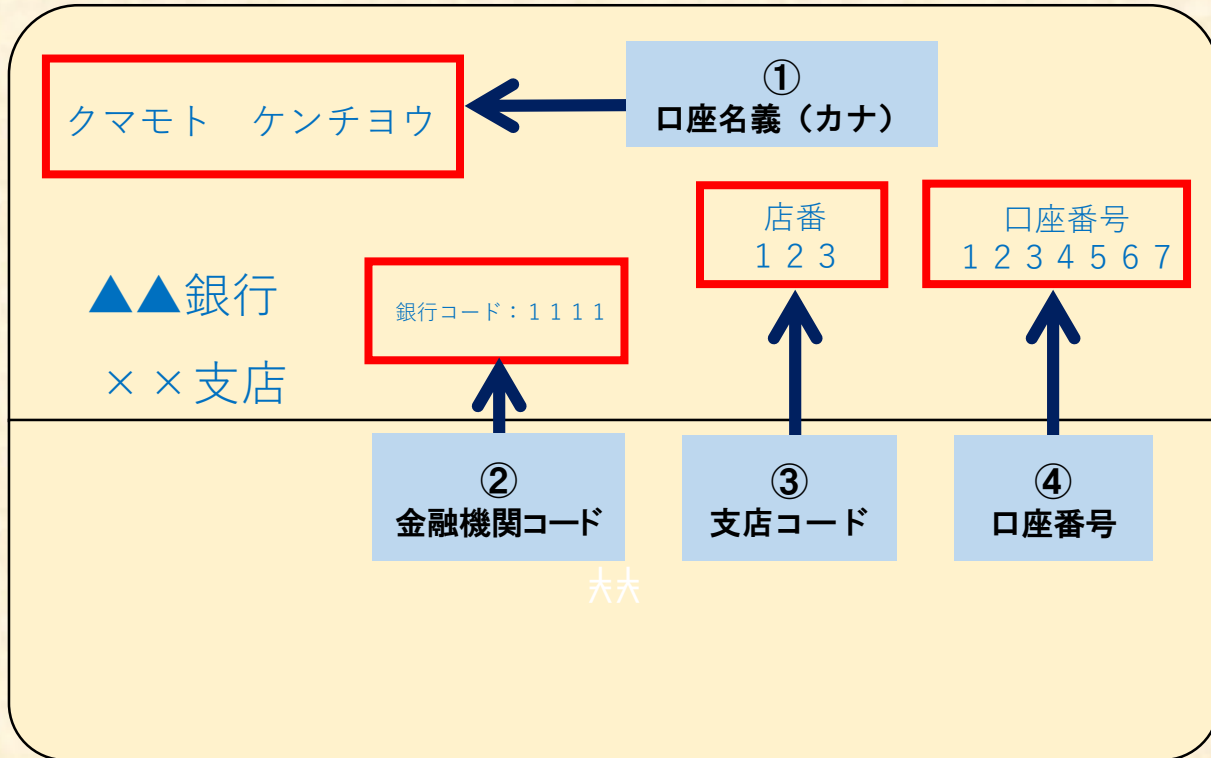 クマモト　ケンチヨウ
①
口座名義（カナ）
店番
１２３
口座番号
１２３４５６７
▲▲銀行
銀行コード：１１１１
××支店
②
金融機関コード
③
支店コード
④
口座番号